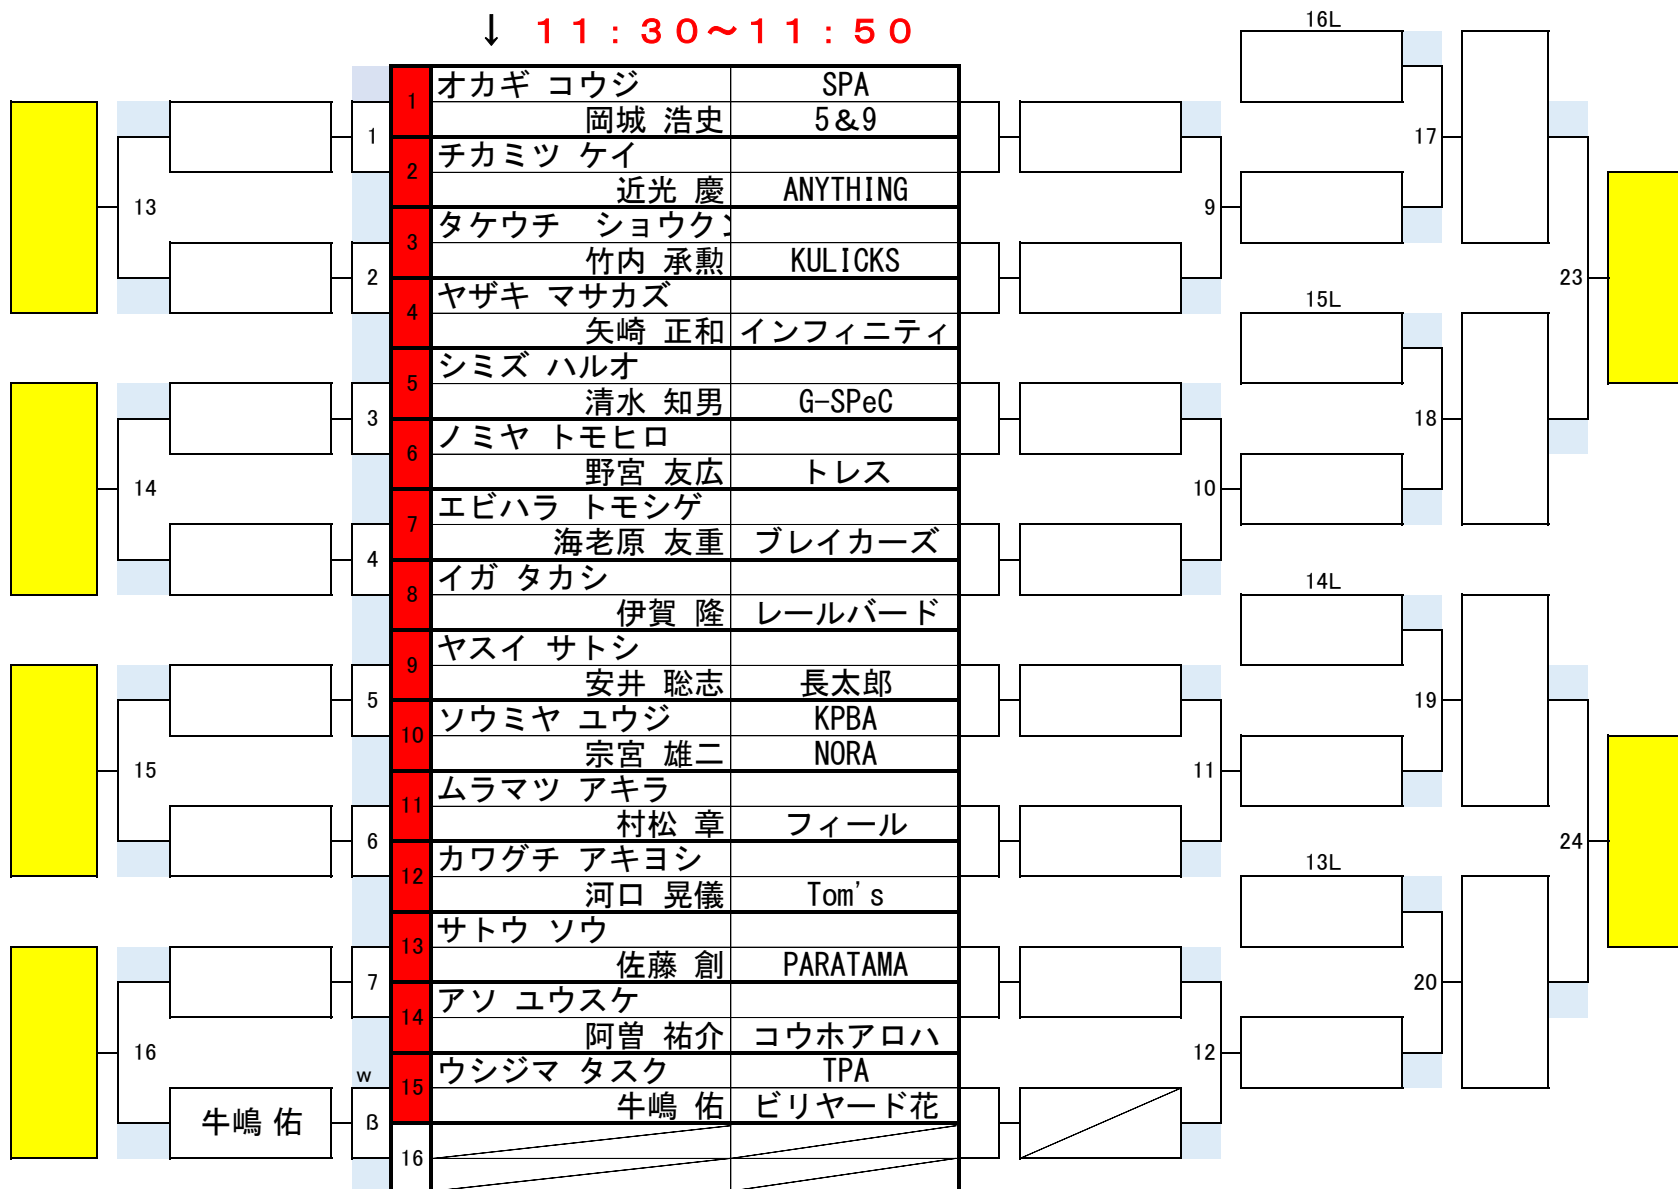 ↓ 11:30～11:50
16L
1 オカギ コウジ SPA
岡城 浩史 5&9
1
17
2 チカミツ ケイ
近光 慶 ANYTHING
13
9
3 タケウチ ショウクン
竹内 承勲 KULICKS
2
23
4 ヤザキ マサカズ
矢崎 正和 インフィニティ
15L
5 シミズ ハルオ
清水 知男 G-SPeC
3
18
6 ノミヤ トモヒロ
野宮 友広 トレス
14
10
7 エビハラ トモシゲ
海老原 友重 ブレイカーズ
4
8 イガ タカシ
伊賀 隆 レールバード
14L
9 ヤスイ サトシ
安井 聡志 長太郎
5
19
10 ソウミヤ ユウジ KPBA
宗宮 雄二 NORA
15
11
11 ムラマツ アキラ
村松 章 フィール
6
24
12 カワグチ アキヨシ
河口 晃儀 Tom's
13L
13 サトウ ソウ
佐藤 創 PARATAMA
7
20
14 アソ ユウスケ
阿曽 祐介 コウホアロハ
16
12
w
15 ウシジマ タスク TPA
牛嶋 佑 ビリヤード花
牛嶋 佑
8
16